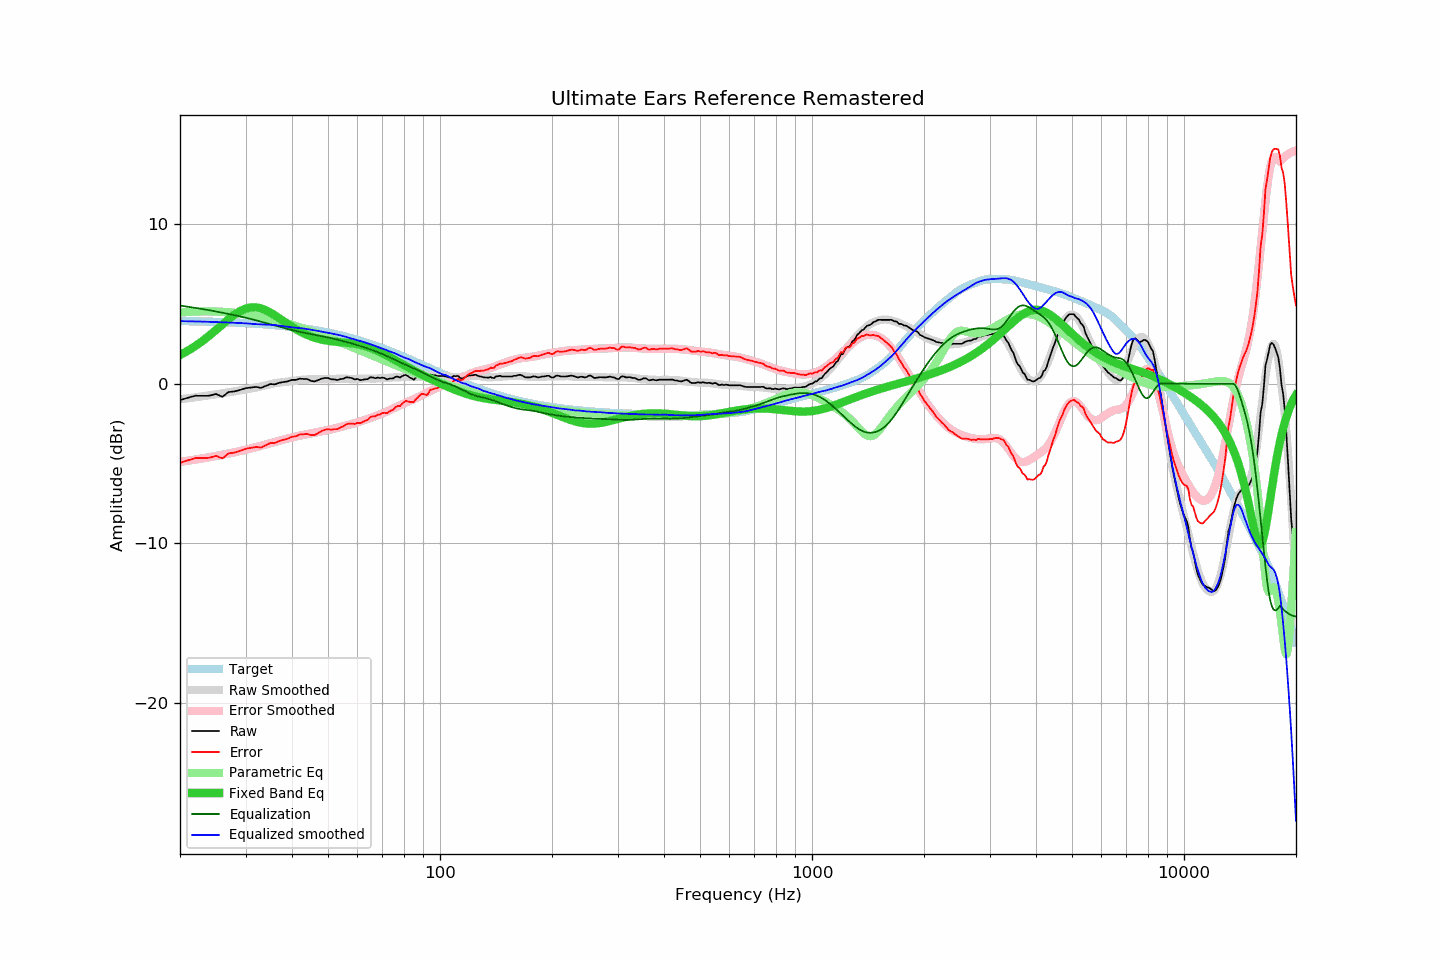 Ultimate Ears Reference Remastered
Amplitude (dBr)
10
0
−10
−20
Target
Raw Smoothed
Error Smoothed
Raw
Error
Parametric Eq
Fixed Band Eq
Equalization
Equalized smoothed
100
1000
10000
Frequency (Hz)